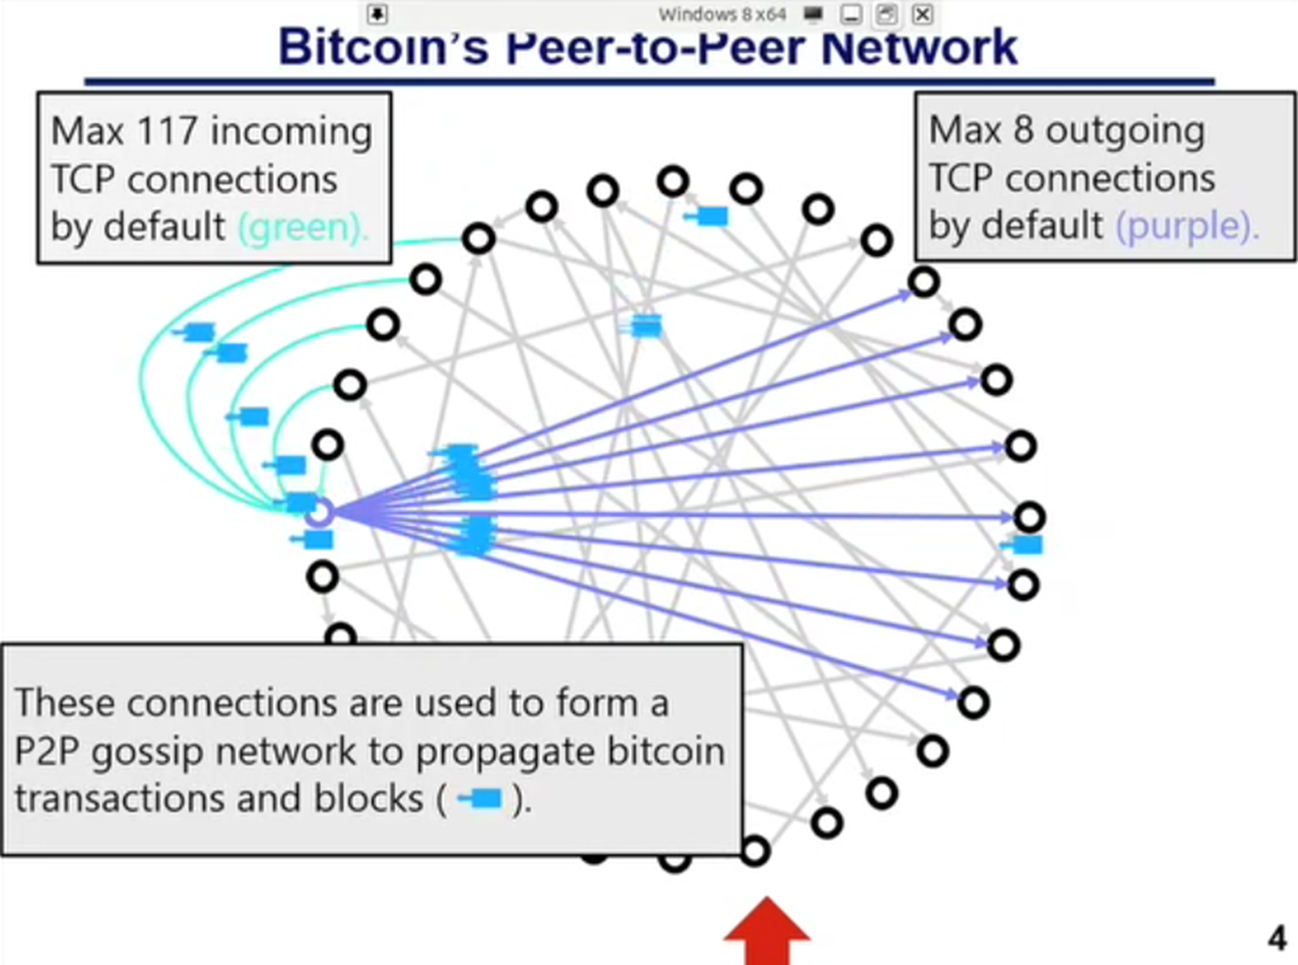 Windows 8 x64
Bitcoin's Peer-to-Peer Network
Max 117 incoming
TCP connections
by default (green).
Max 8 outgoing
TCP connections
by default (purple).
These connections are used to form a
P2P gossip network to propagate bitcoin
transactions and blocks ( ).
4